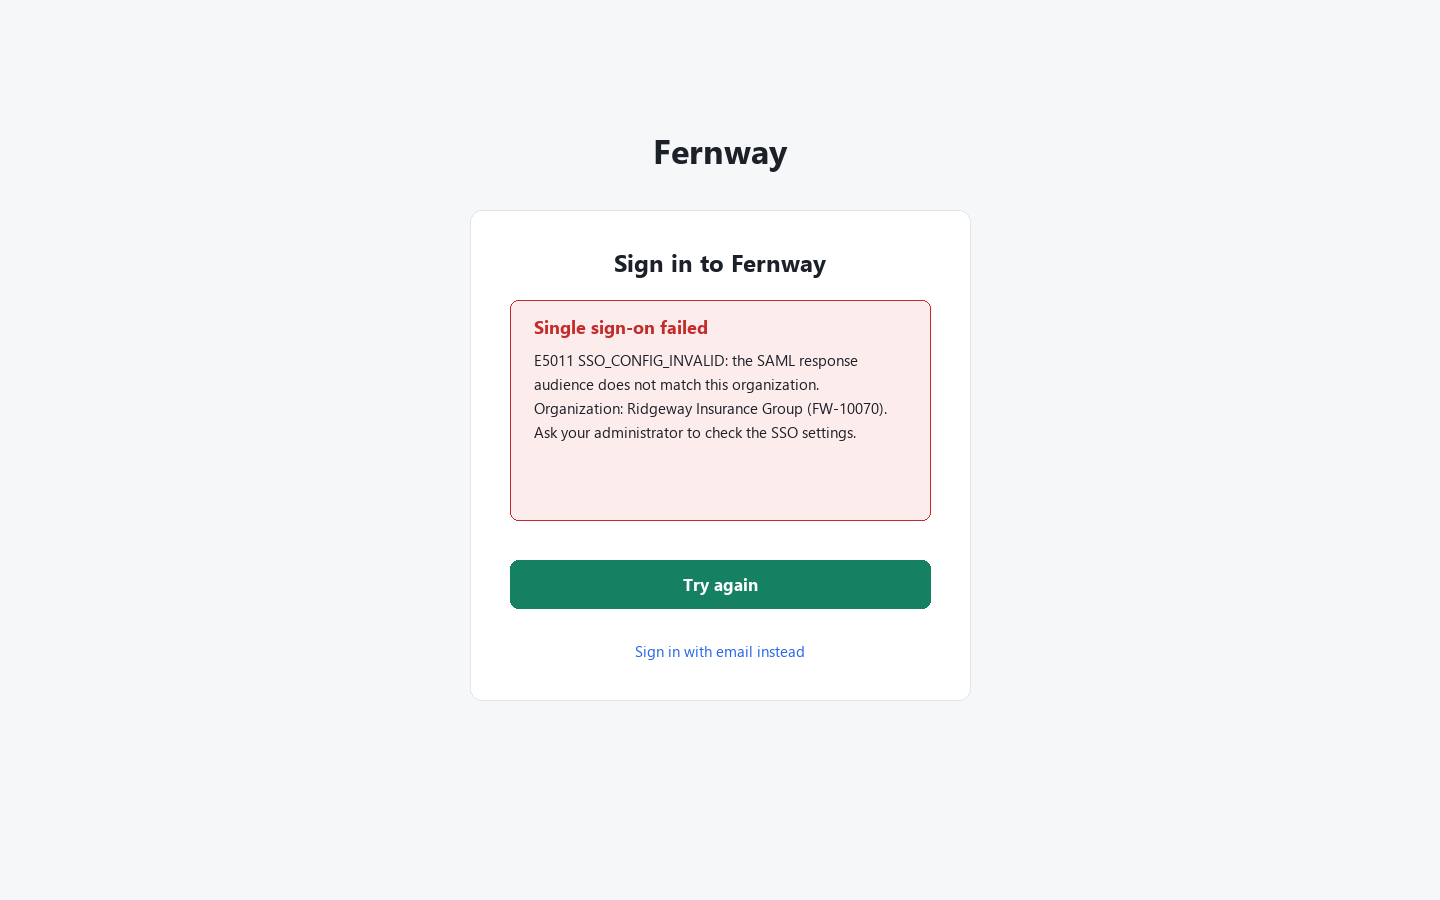 Fernway
Sign in to Fernway
Single sign-on failed
E5011 SSO_CONFIG_INVALID: the SAML response
audience does not match this organization.
Organization: Ridgeway Insurance Group (FW-10070).
Ask your administrator to check the SSO settings.
Try again
Sign in with email instead